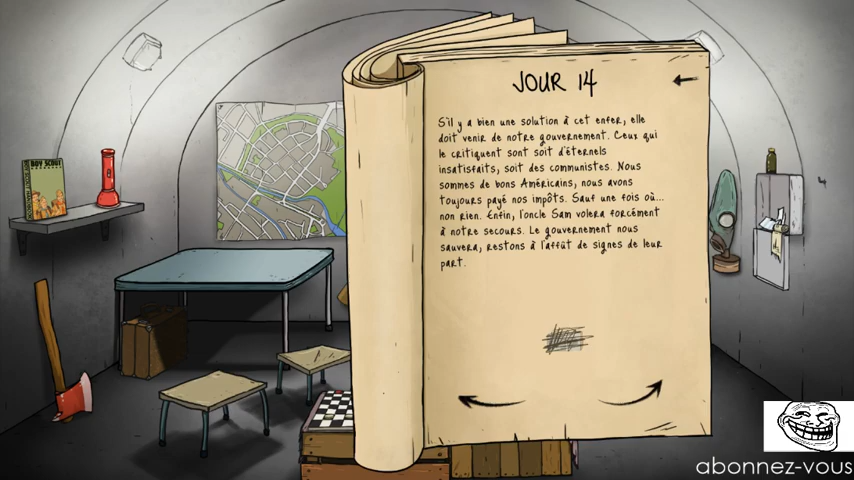 JOUR 14
S'il y a bien une solution à cet enfer, elle
doit venir de notre gouvernement. Ceux qui
le critiquent sont soit d'éternels
insatisfaits, soit des communistes. Nous
sommes de bons Américains, nous avons
toujours payé nos impôts. Sauf une fois où...
non rien. Enfin, l'oncle Sam volera forcément
à notre secours. Le gouvernement nous
sauvera, restons à l'affût de signes de leur
part.
BOY SCOUT
abonnez-vous